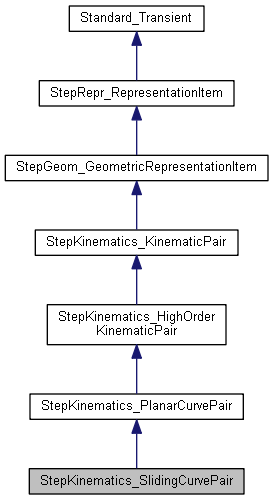 Standard_Transient
StepRepr_RepresentationItem
StepGeom_GeometricRepresentationItem
StepKinematics_KinematicPair
StepKinematics_HighOrder
KinematicPair
StepKinematics_PlanarCurvePair
StepKinematics_SlidingCurvePair